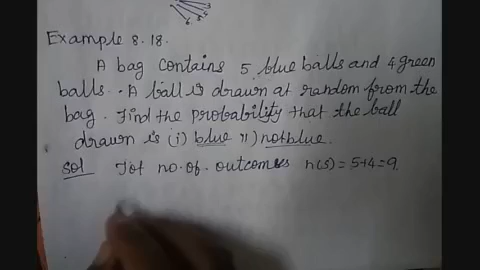 Example 8.18.
A bag contains 5 blue balls and 4 green
balls. A ball is drawn at random from the
bag. Find the probability that the ball
drawn is (i) blue ii) not blue.
Sol Tot no. of. outcomes n(S) = 5+4 = 9.